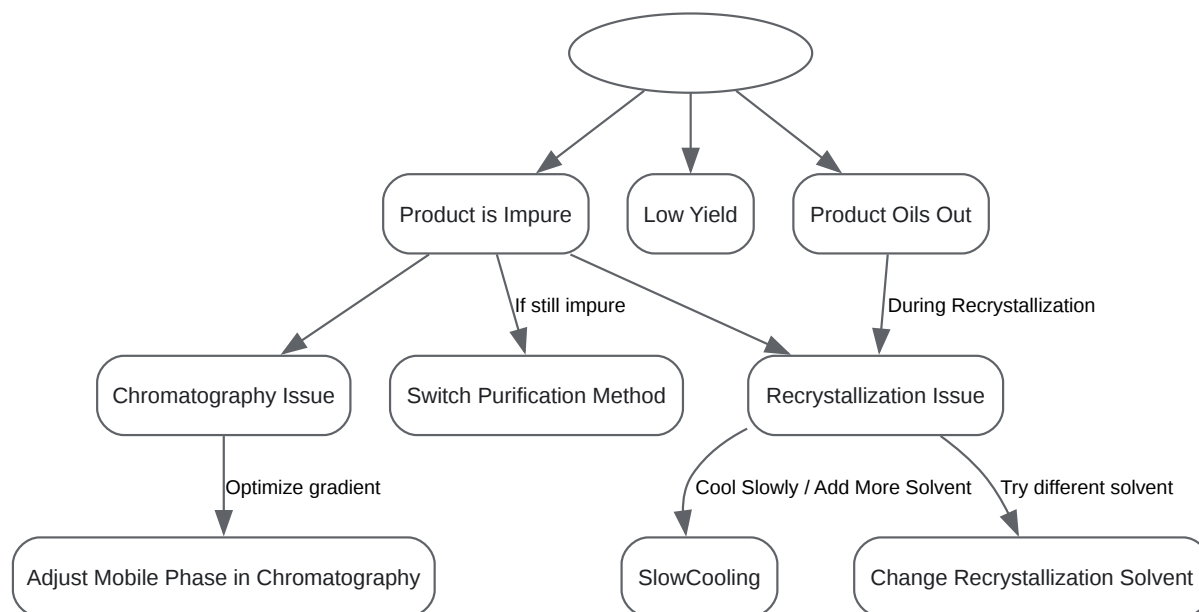 Product is Impure
Low Yield
Product Oils Out
If still impure
During Recrystallization
Chromatography Issue
Switch Purification Method
Recrystallization Issue
Optimize gradient
Cool Slowly / Add More Solvent
Try different solvent
Adjust Mobile Phase in Chromatography
SlowCooling
Change Recrystallization Solvent